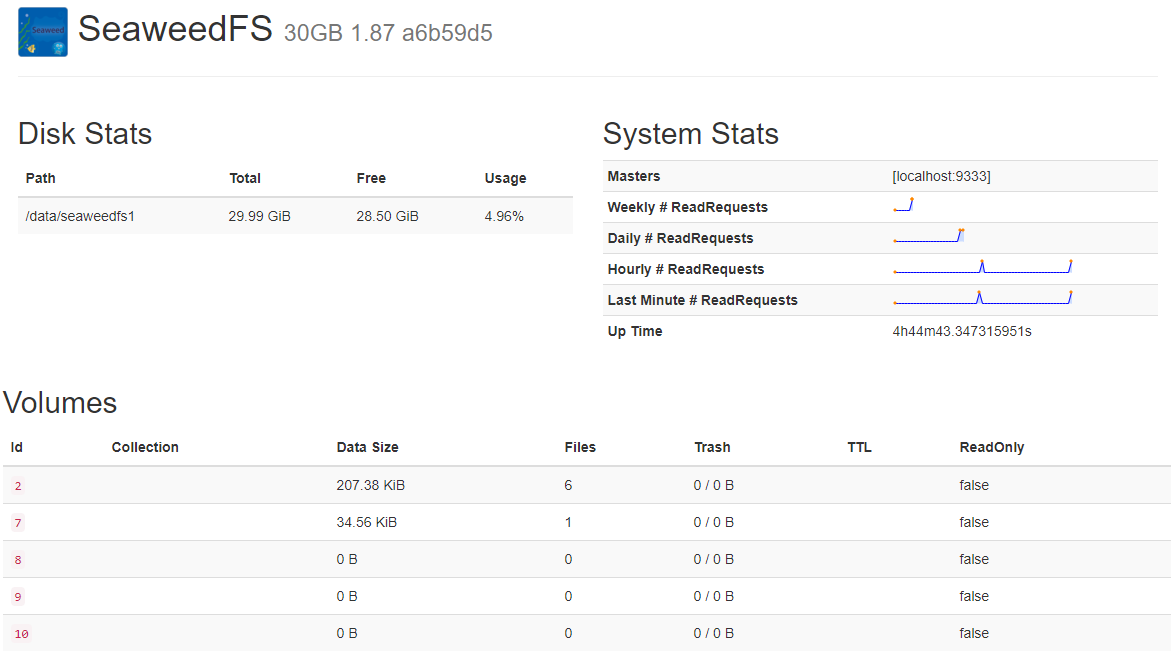 Seaweed
SeaweedFS 30GB 1.87 a6b59d5
Disk Stats
Path Total Free Usage
/data/seaweedfs1 29.99 GiB 28.50 GiB 4.96%
System Stats
Masters [localhost:9333]
Weekly # ReadRequests
Daily # ReadRequests
Hourly # ReadRequests
Last Minute # ReadRequests
Up Time 4h44m43.347315951s
Volumes
Id Collection Data Size Files Trash TTL ReadOnly
2 207.38 KiB 6 0 / 0 B false
7 34.56 KiB 1 0 / 0 B false
8 0 B 0 0 / 0 B false
9 0 B 0 0 / 0 B false
10 0 B 0 0 / 0 B false